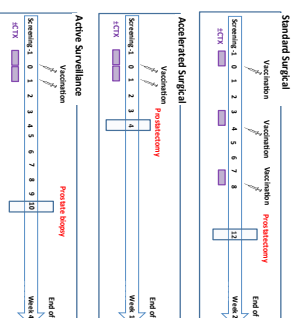 Standard Surgical
Vaccination Vaccination Vaccination Prostatectomy End of
Screening -1 0 1 2 3 4 5 6 7 8 12 Week 2
±CTX
Accelerated Surgical
Vaccination Prostatectomy End of
Screening -1 0 1 2 3 4 Week 1
±CTX
Active Surveillance
Vaccination Prostate biopsy End of
Screening -1 0 1 2 3 4 5 6 7 8 9 10 Week 4
±CTX